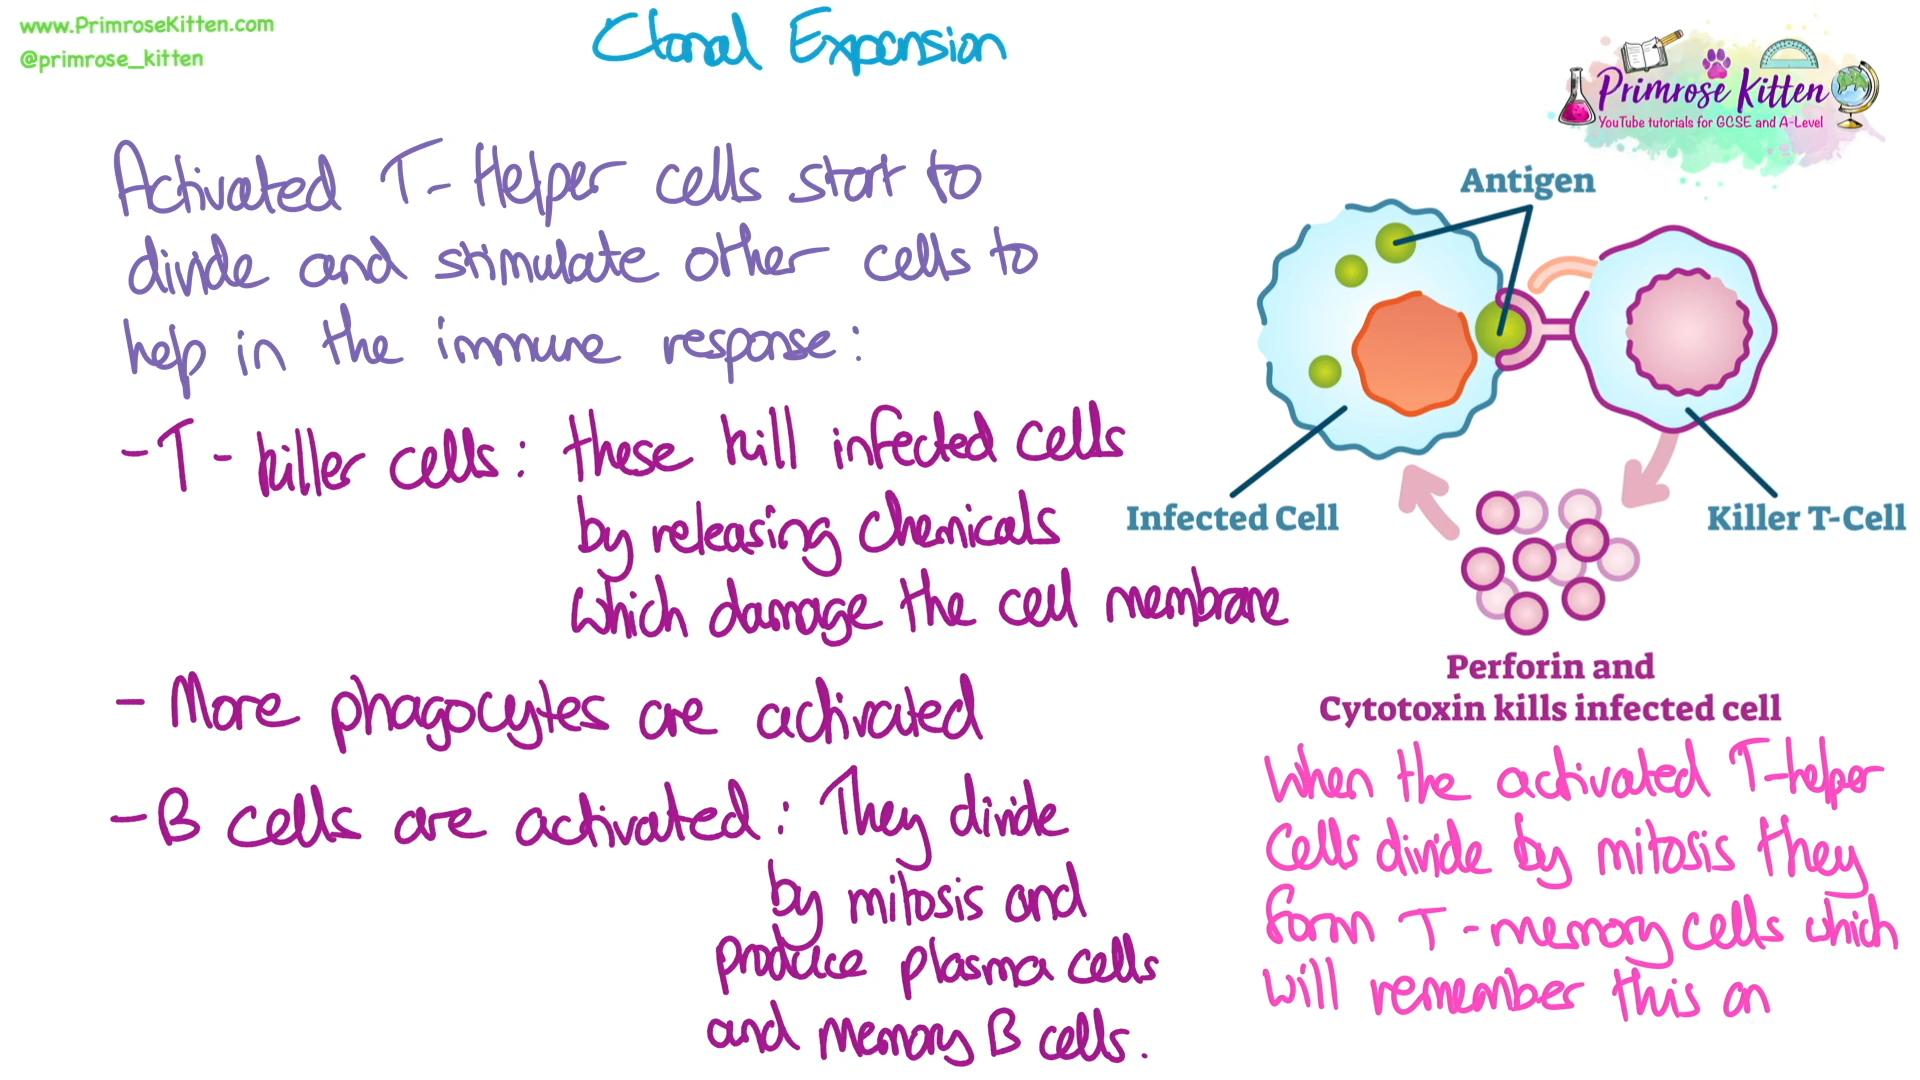 www.PrimroseKitten.com
@primrose_kitten
Clonal Expansion
Primrose Kitten
YouTube tutorials for GCSE and A-Level
Activated T-Helper cells start to
divide and stimulate other cells to
help in the immune response:
- T-killer cells: these kill infected cells
by releasing chemicals
which damage the cell membrane
- More phagocytes are activated
- B cells are activated: They divide
by mitosis and
produce plasma cells
and memory B cells.
Antigen
Infected Cell
Killer T-Cell
Perforin and
Cytotoxin kills infected cell
When the activated T-helper
cells divide by mitosis they
form T-memory cells which
will remember this an